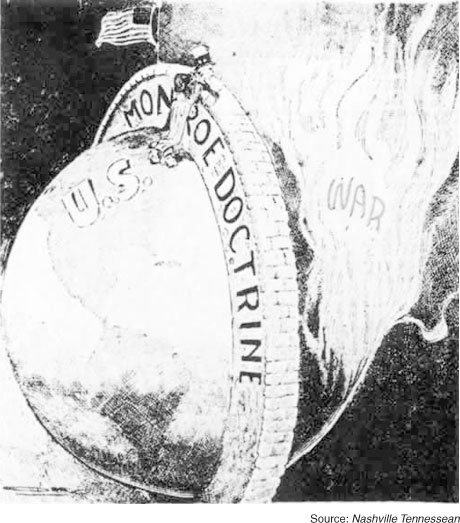 MONROE DOCTRINE
U.S.
WAR
Source: Nashville Tennessean